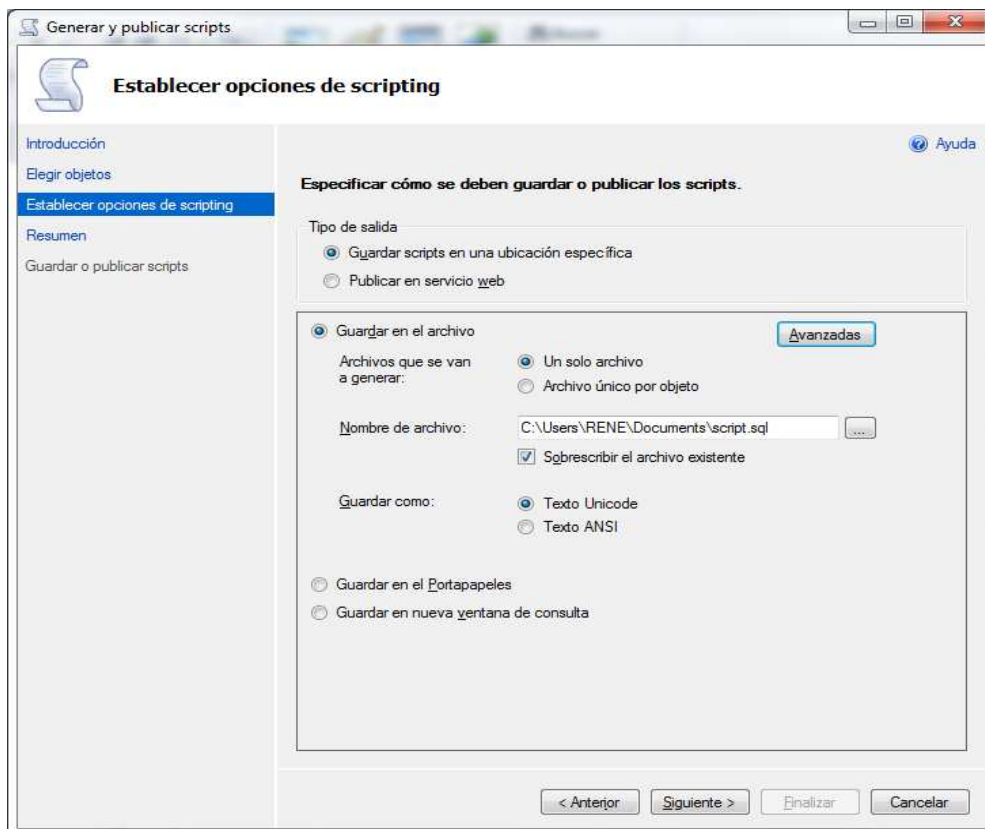 Generar y publicar scripts
Establecer opciones de scripting
Introducción
Elegir objetos
Establecer opciones de scripting
Resumen
Guardar o publicar scripts
Ayuda
Especificar cómo se deben guardar o publicar los scripts.
Tipo de salida
Guardar scripts en una ubicación específica
Publicar en servicio web
Guardar en el archivo
Avanzadas
Archivos que se van
a generar:
Un solo archivo
Archivo único por objeto
Nombre de archivo:
C:\Users\RENE\Documents\script.sql
...
Sobrescribir el archivo existente
Guardar como:
Texto Unicode
Texto ANSI
Guardar en el Portapapeles
Guardar en nueva ventana de consulta
< Anterior
Siguiente >
Finalizar
Cancelar